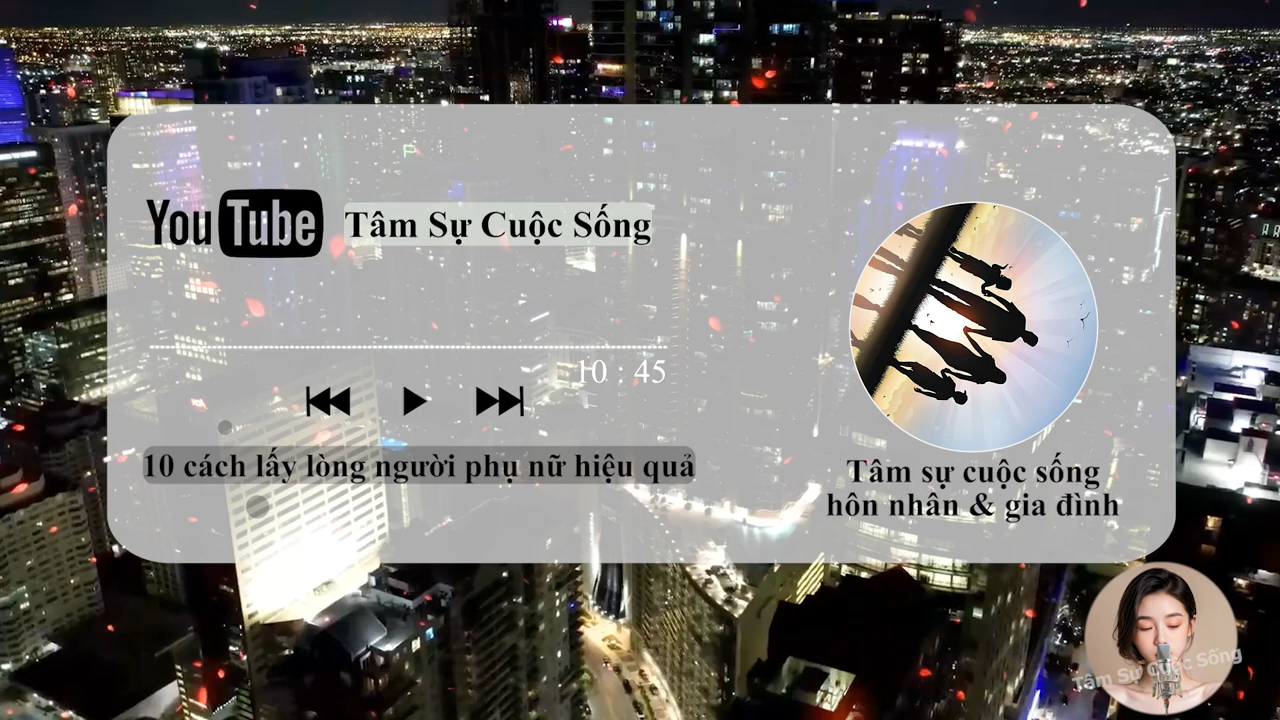 YouTube Tâm Sự Cuộc Sống
10 : 45
10 cách lấy lòng người phụ nữ hiệu quả
Tâm sự cuộc sống
hôn nhân & gia đình
Tâm Sự Cuộc Sống